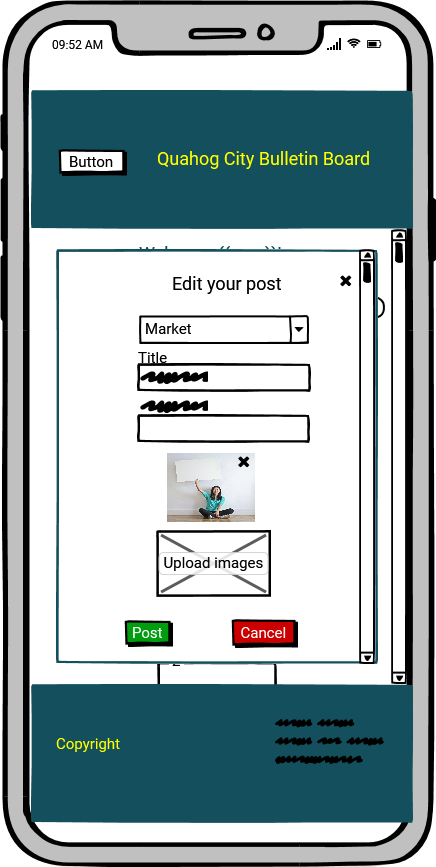 09:52 AM
Button
Quahog City Bulletin Board
Edit your post
Market
Title
Upload images
Post
Cancel
Copyright